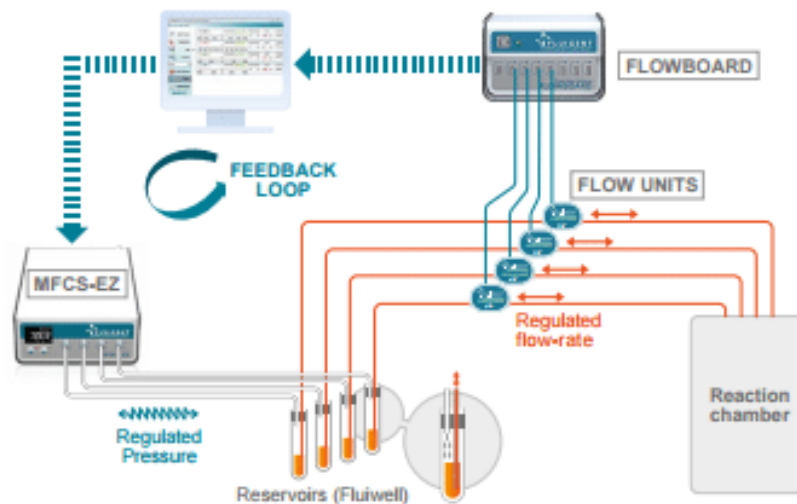 FLOWBOARD
FEEDBACK
LOOP
FLOW UNITS
MFCS-EZ
Regulated
flow-rate
Reaction
chamber
Regulated
Pressure
Reservoirs (Fluiwell)